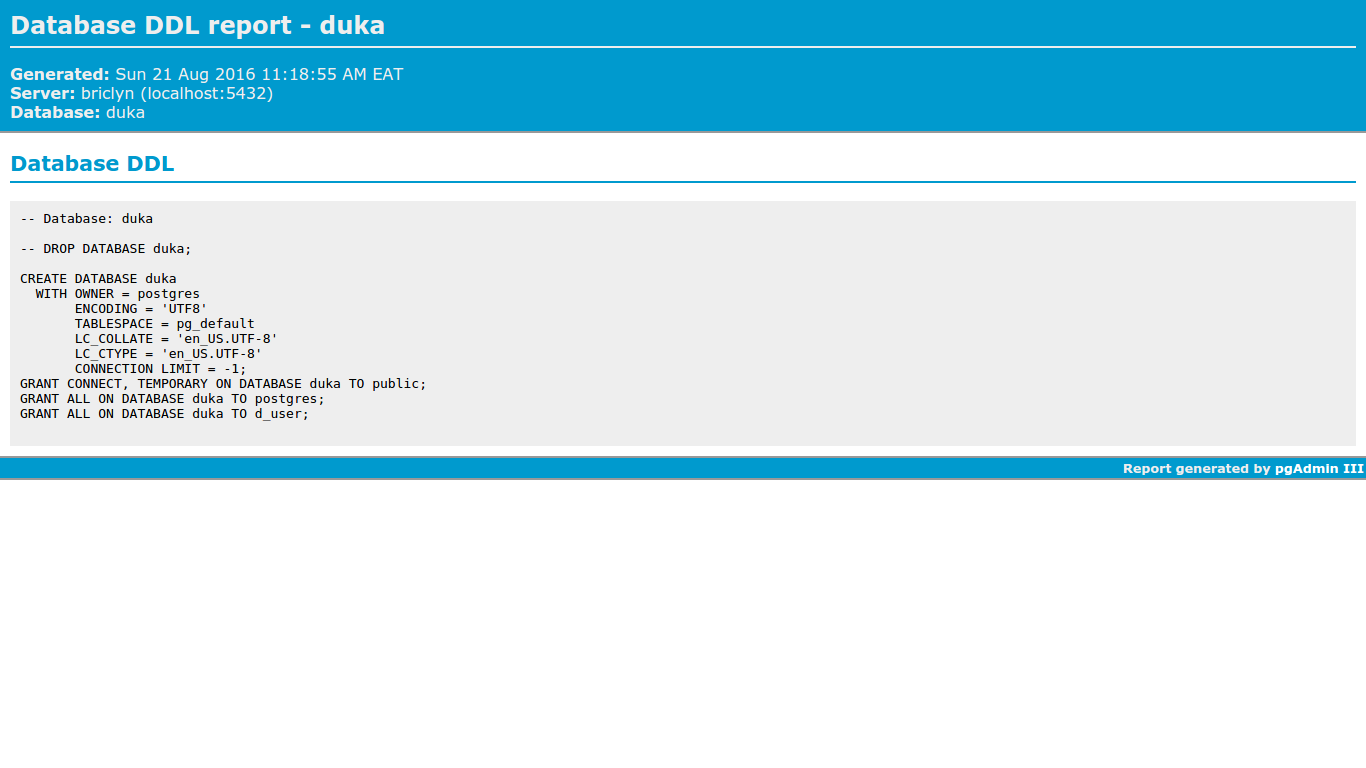 Database DDL report - duka
Generated: Sun 21 Aug 2016 11:18:55 AM EAT
Server: briclyn (localhost:5432)
Database: duka
Database DDL
-- Database: duka
-- DROP DATABASE duka;
CREATE DATABASE duka
  WITH OWNER = postgres
       ENCODING = 'UTF8'
       TABLESPACE = pg_default
       LC_COLLATE = 'en_US.UTF-8'
       LC_CTYPE = 'en_US.UTF-8'
       CONNECTION LIMIT = -1;
GRANT CONNECT, TEMPORARY ON DATABASE duka TO public;
GRANT ALL ON DATABASE duka TO postgres;
GRANT ALL ON DATABASE duka TO d_user;
Report generated by pgAdmin III